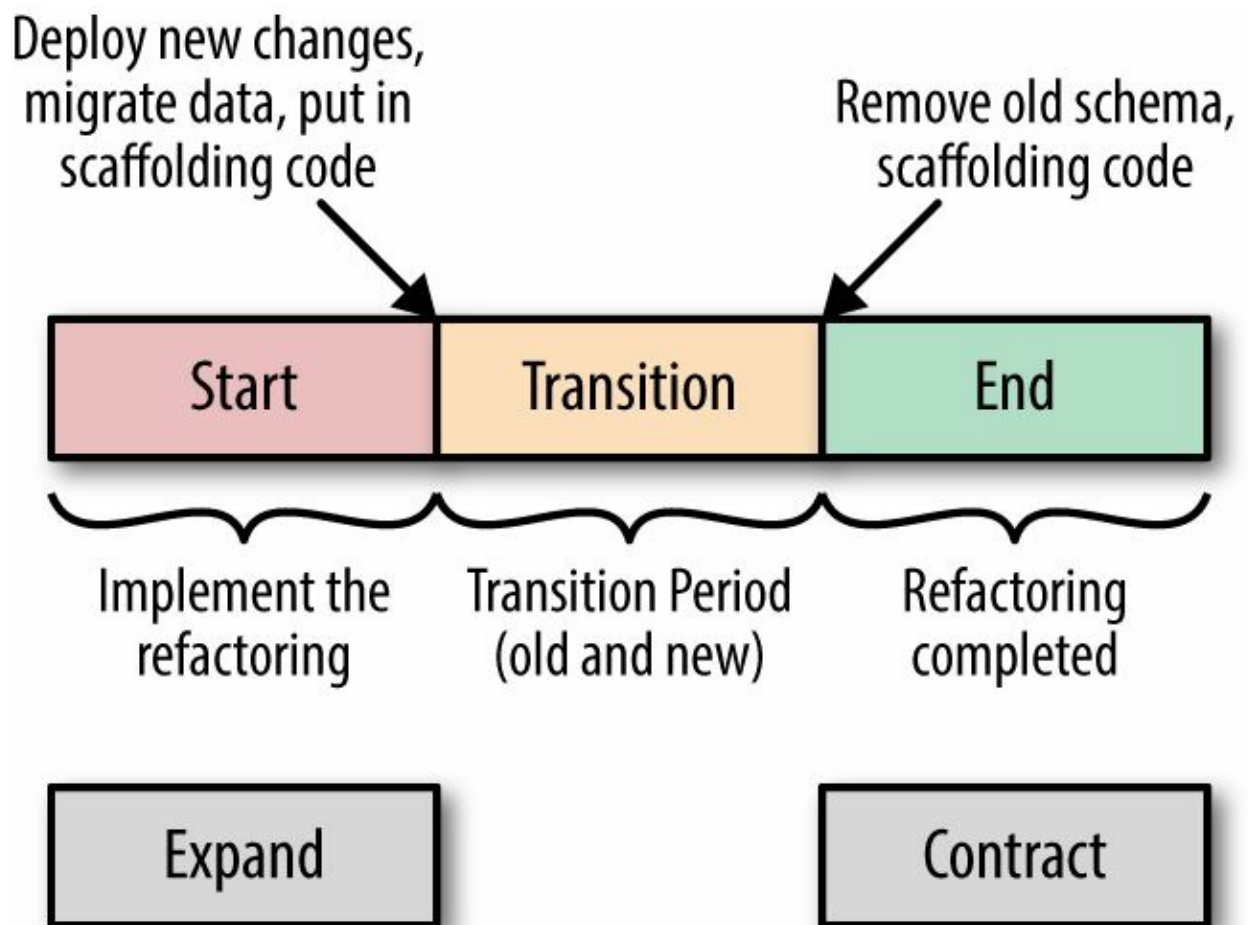 Deploy new changes,
migrate data, put in
scaffolding code
Remove old schema,
scaffolding code
Start
Transition
End
Implement the
refactoring
Transition Period
(old and new)
Refactoring
completed
Expand
Contract